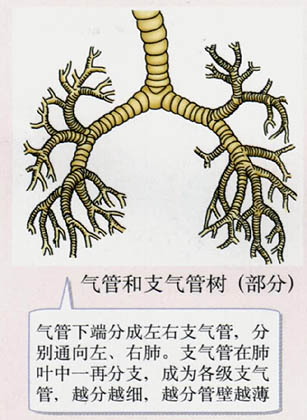 气管和支气管树（部分）
气管下端分成左右支气管，分
别通向左、右肺。支气管在肺
叶中一再分支，成为各级支气
管，越分越细，越分管壁越薄